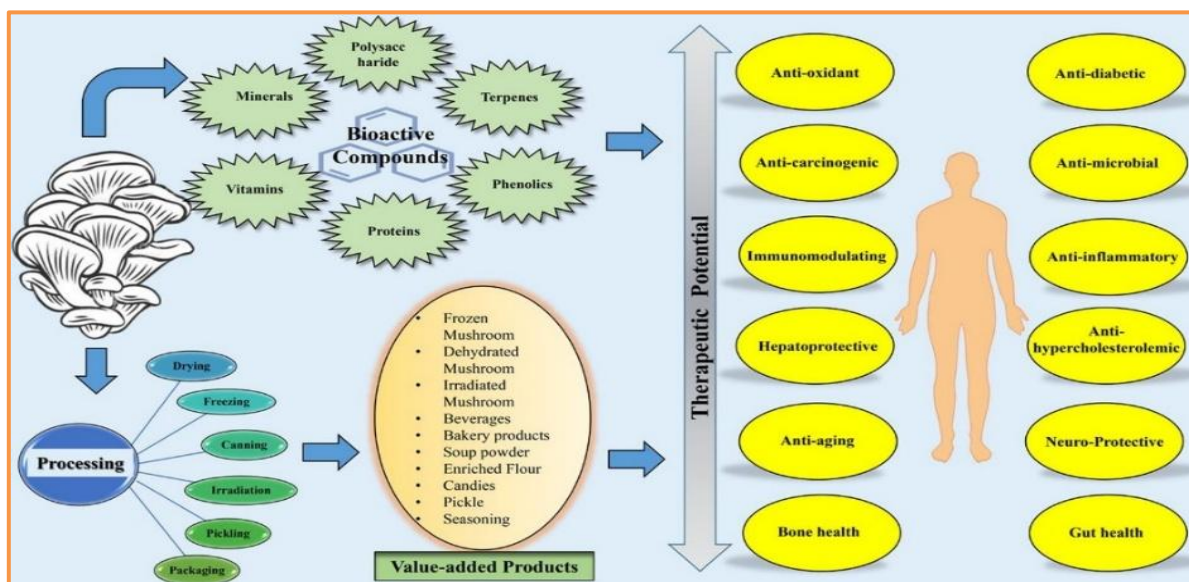 Polysacc
haride
Minerals
Terpenes
Bioactive
Compounds
Vitamins
Phenolics
Proteins
Drying
Freezing
Canning
Processing
Irradiation
Pickling
Packaging
• Frozen
Mushroom
• Dehydrated
Mushroom
• Irradiated
Mushroom
• Beverages
• Bakery products
• Soup powder
• Enriched Flour
• Candies
• Pickle
• Seasoning
Value-added Products
Therapeutic Potential
Anti-oxidant
Anti-carcinogenic
Immunomodulating
Hepatoprotective
Anti-aging
Bone health
Anti-diabetic
Anti-microbial
Anti-inflammatory
Anti-
hypercholesterolemic
Neuro-Protective
Gut health